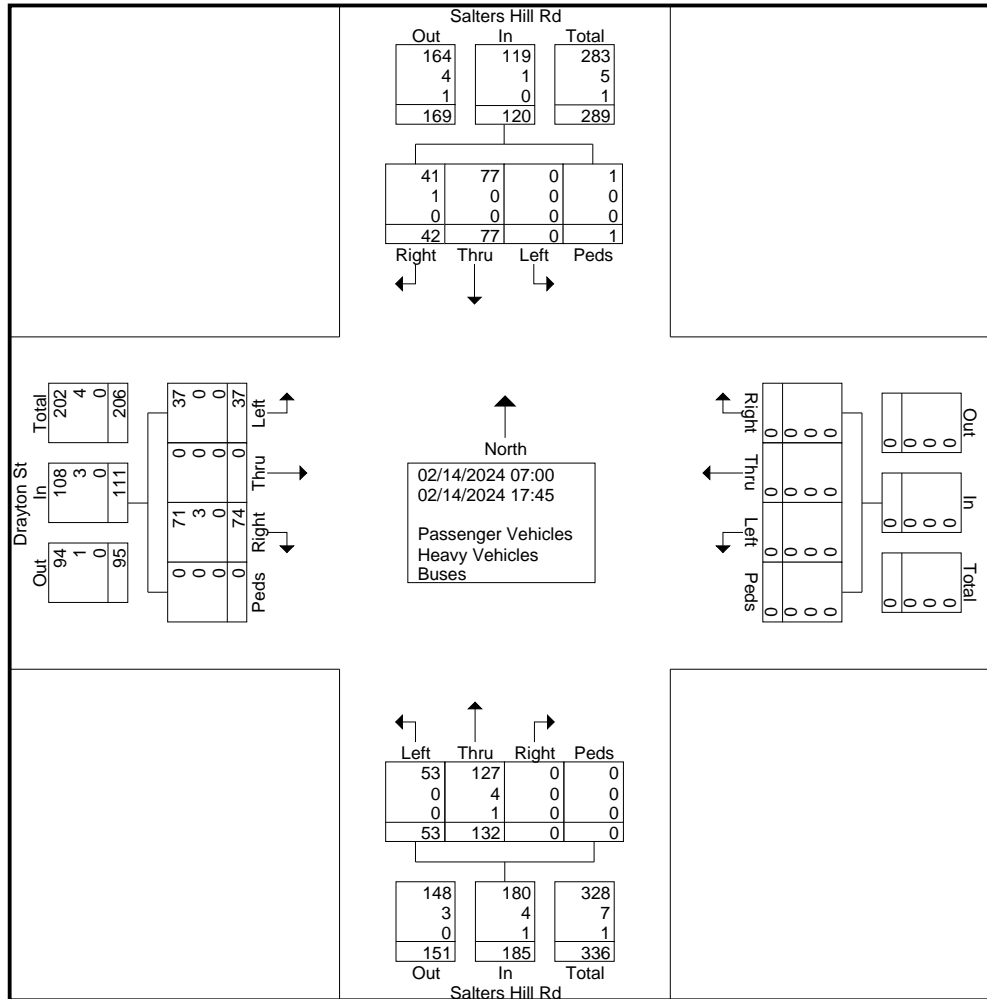 Salters Hill Rd
Out In Total
164 119 283
4 1 5
1 0 1
169 120 289
41 77 0 1
1 0 0 0
0 0 0 0
42 77 0 1
Right Thru Left Peds
Drayton St
Out In Total
94 108 202
1 3 4
0 0 0
95 111 206
Peds Right Thru Left
0 71 0 37
0 3 0 0
0 0 0 0
0 74 0 37
North
02/14/2024 07:00
02/14/2024 17:45
Passenger Vehicles
Heavy Vehicles
Buses
Right Thru Left Peds
0 0 0 0
0 0 0 0
0 0 0 0
0 0 0 0
Out In Total
0 0 0
0 0 0
0 0 0
0 0 0
Left Thru Right Peds
53 127 0 0
0 4 0 0
0 1 0 0
53 132 0 0
148 180 328
3 4 7
0 1 1
151 185 336
Out In Total
Salters Hill Rd